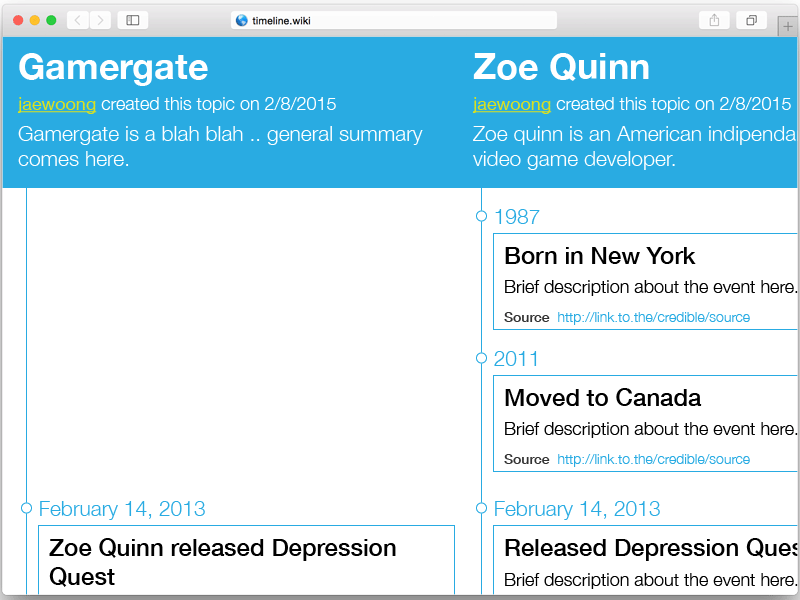 timeline.wiki
Gamergate
jaewoong created this topic on 2/8/2015
Gamergate is a blah blah .. general summary
comes here.
Zoe Quinn
jaewoong created this topic on 2/8/2015
Zoe quinn is an American indipenda
video game developer.
February 14, 2013
Zoe Quinn released Depression
Quest
1987
Born in New York
Brief description about the event here.
Source http://link.to.the/credible/source
2011
Moved to Canada
Brief description about the event here.
Source http://link.to.the/credible/source
February 14, 2013
Released Depression Ques
Brief description about the event here.